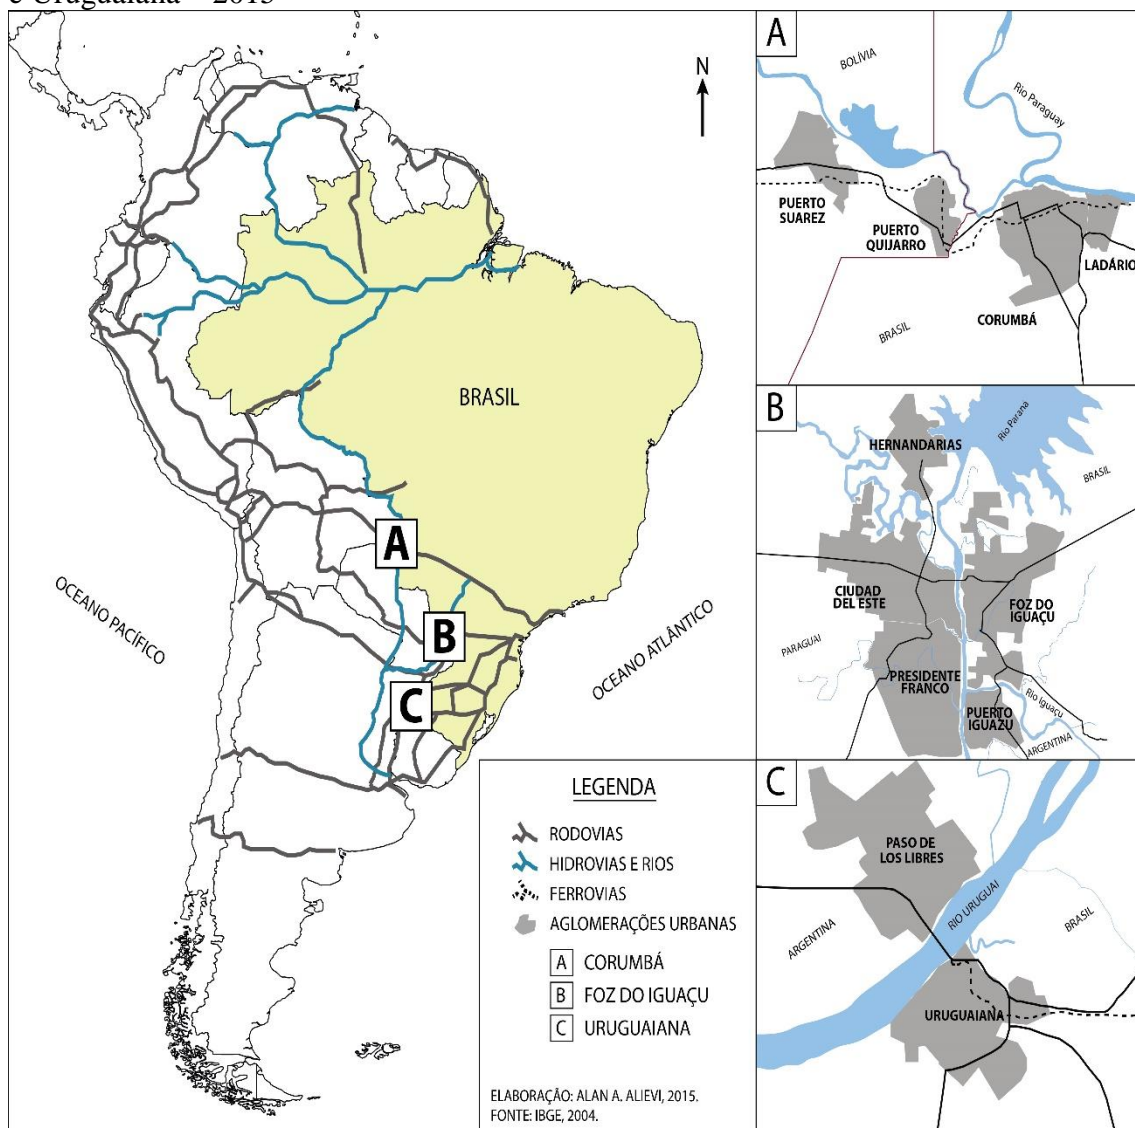 e Uruguaiana – 2015
N
BRASIL
OCEANO PACÍFICO
OCEANO ATLÂNTICO
A
B
C
LEGENDA
RODOVIAS
HIDROVIAS E RIOS
FERROVIAS
AGLOMERAÇÕES URBANAS
A CORUMBÁ
B FOZ DO IGUAÇU
C URUGUAIANA
ELABORAÇÃO: ALAN A. ALIEVI, 2015.
FONTE: IBGE, 2004.
A
BOLÍVIA
Rio Paraguay
PUERTO
SUAREZ
PUERTO
QUIJARRO
LADÁRIO
CORUMBÁ
BRASIL
B
HERNANDARIAS
Rio Parana
BRASIL
CIUDAD
DEL ESTE
FOZ DO
IGUAÇU
PARAGUAI
PRESIDENTE
FRANCO
Rio Iguaçu
PUERTO
IGUAZU
ARGENTINA
C
PASO DE
LOS LIBRES
RIO URUGUAI
ARGENTINA
BRASIL
URUGUAIANA